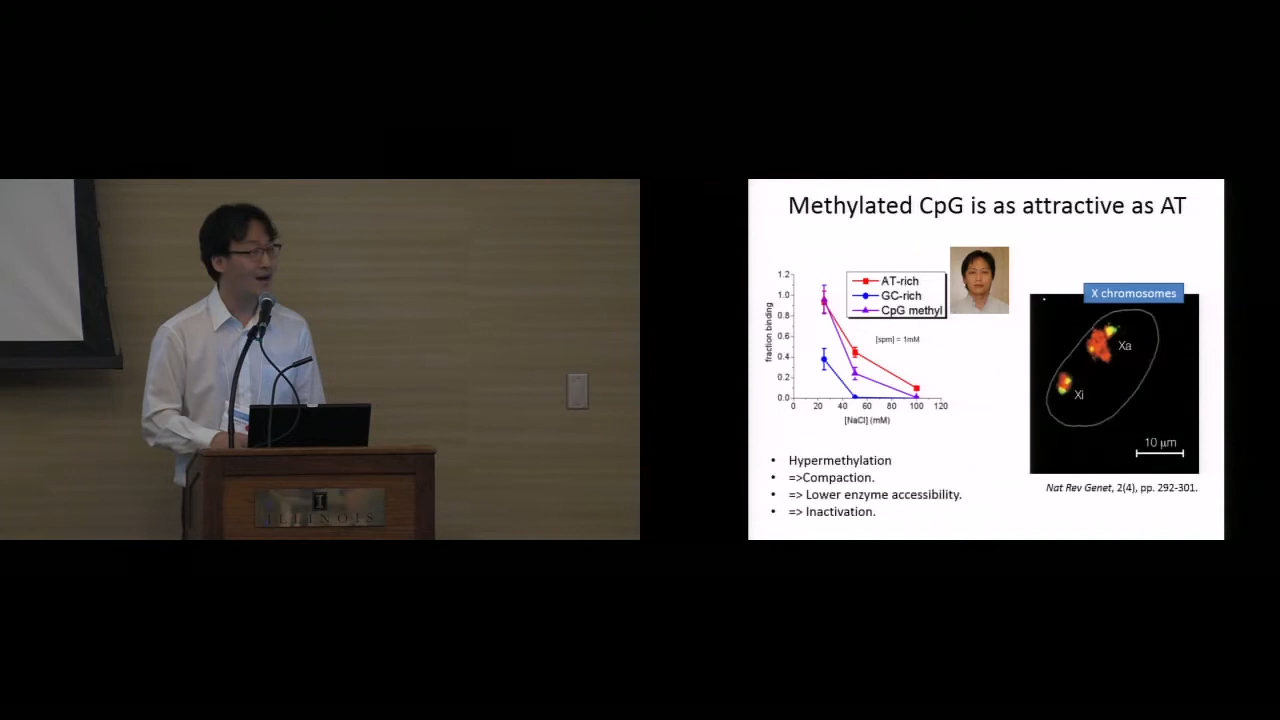 ILLINOIS
Methylated CpG is as attractive as AT
1.2
1.0
0.8
0.6
0.4
0.2
0.0
fraction binding
AT-rich
GC-rich
CpG methyl
[spm] = 1mM
0 20 40 60 80 100 120
[NaCl] (mM)
X chromosomes
Xa
Xi
10 μm
Nat Rev Genet, 2(4), pp. 292-301.
• Hypermethylation
• =>Compaction.
• => Lower enzyme accessibility.
• => Inactivation.